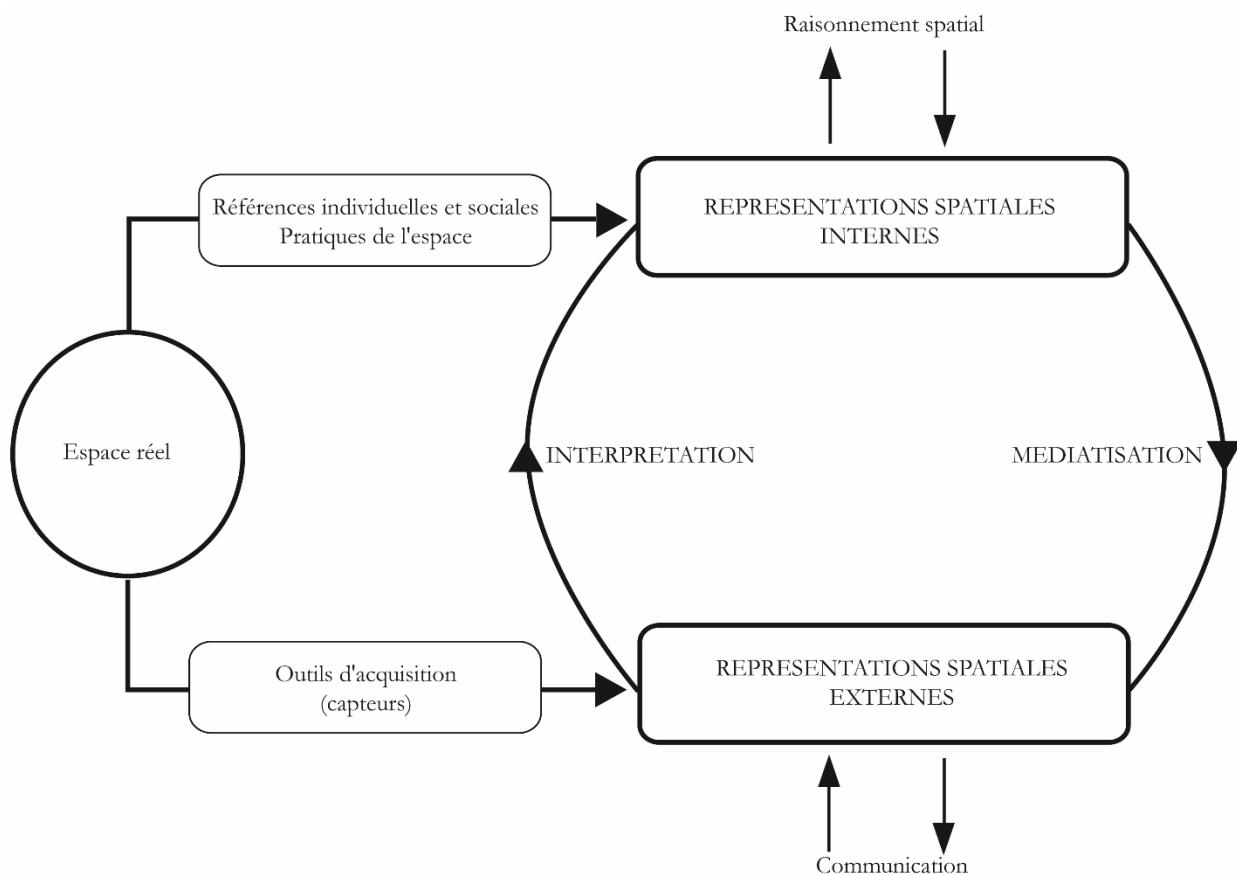 Raisonnement spatial
Références individuelles et sociales
Pratiques de l'espace
REPRESENTATIONS SPATIALES
INTERNES
Espace réel
INTERPRETATION
MEDIATISATION
Outils d'acquisition
(capteurs)
REPRESENTATIONS SPATIALES
EXTERNES
Communication